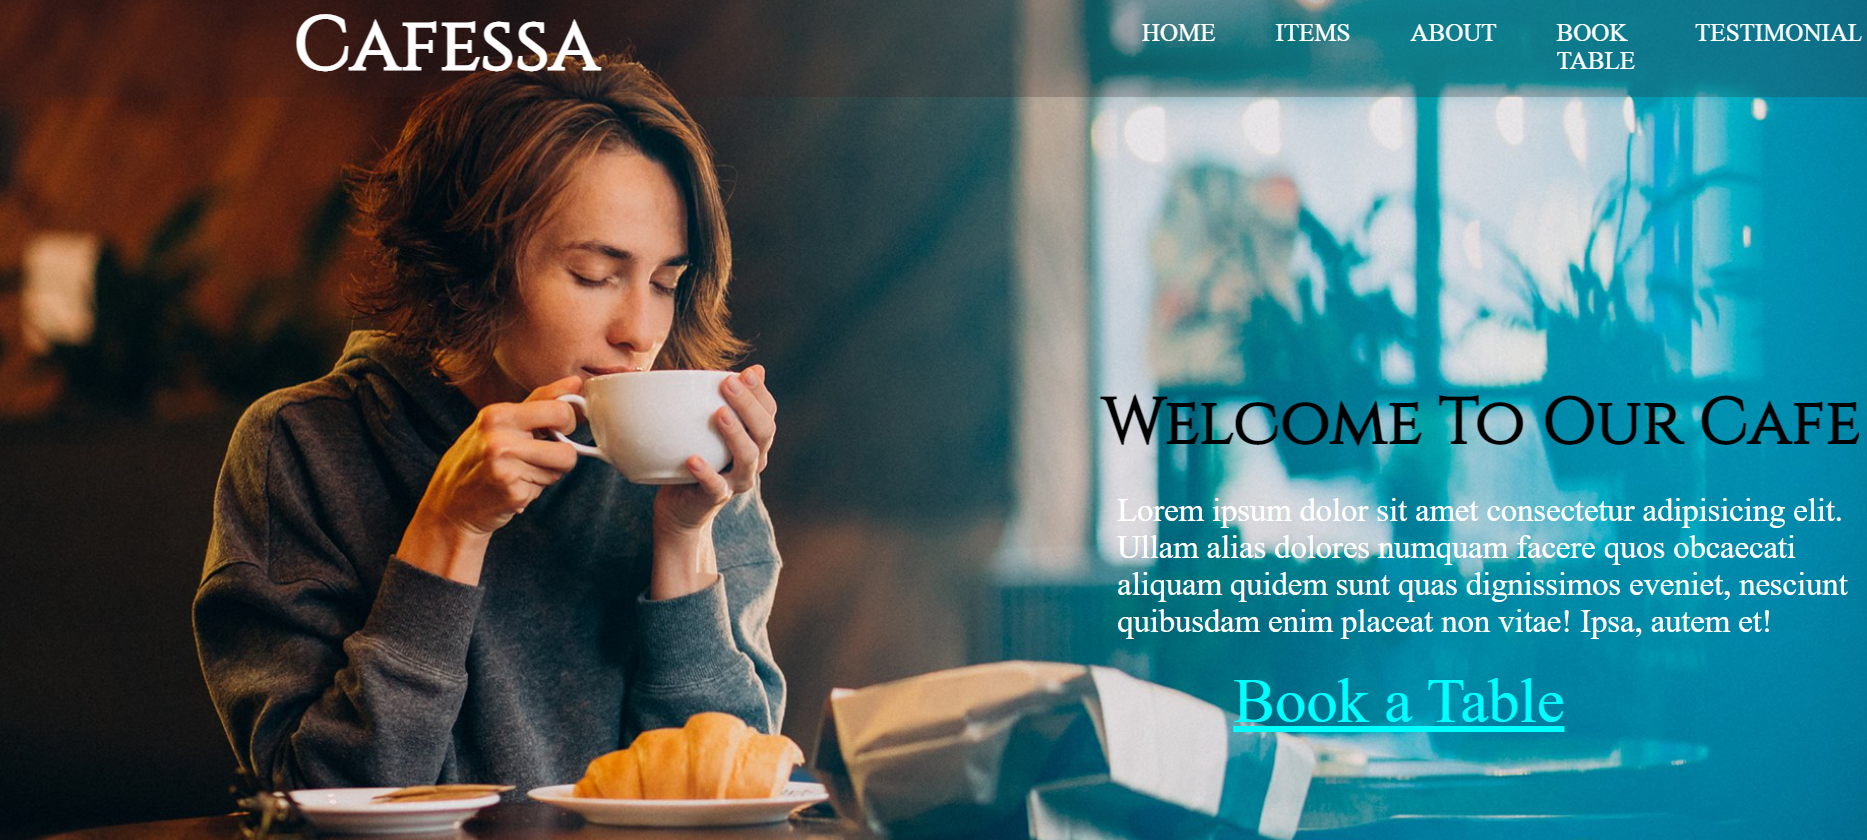 Cafessa
HOME ITEMS ABOUT BOOK TABLE TESTIMONIAL
Welcome To Our Cafe
Lorem ipsum dolor sit amet consectetur adipisicing elit.
Ullam alias dolores numquam facere quos obcaecati
aliquam quidem sunt quas dignissimos eveniet, nesciunt
quibusdam enim placeat non vitae! Ipsa, autem et!
Book a Table